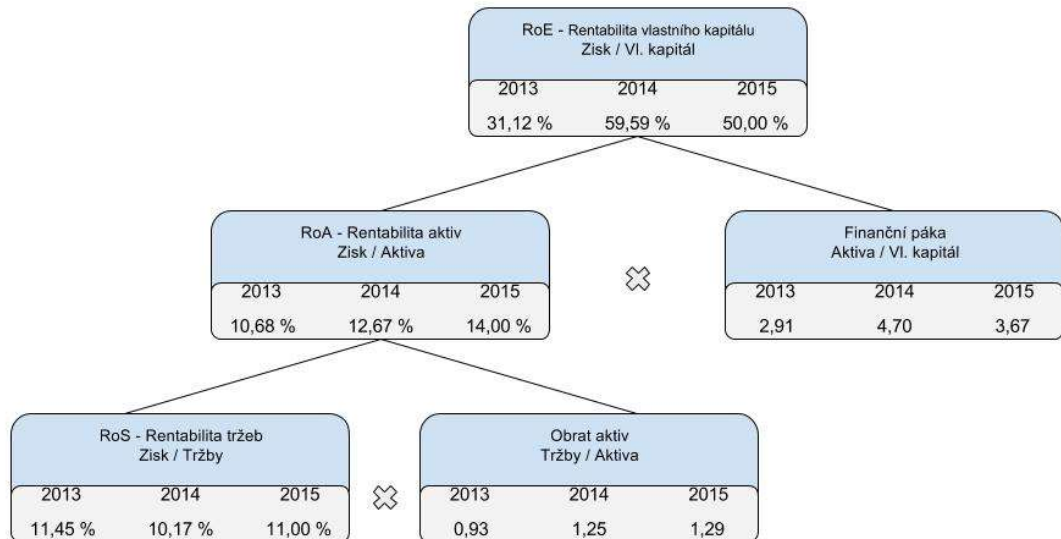 RoE - Rentabilita vlastního kapitálu
Zisk / Vl. kapitál
2013 2014 2015
31,12 % 59,59 % 50,00 %
RoA - Rentabilita aktiv
Zisk / Aktiva
2013 2014 2015
10,68 % 12,67 % 14,00 %
Finanční páka
Aktiva / Vl. kapitál
2013 2014 2015
2,91 4,70 3,67
RoS - Rentabilita tržeb
Zisk / Tržby
2013 2014 2015
11,45 % 10,17 % 11,00 %
Obrat aktiv
Tržby / Aktiva
2013 2014 2015
0,93 1,25 1,29